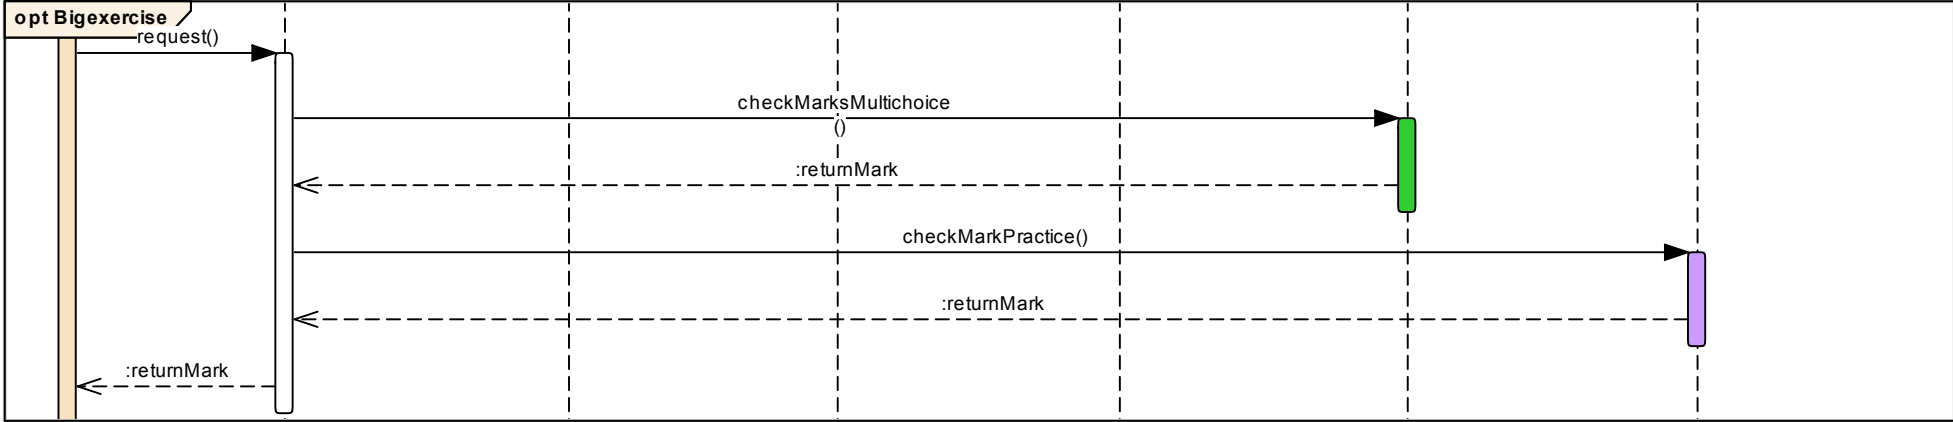 opt Bigexercise
request()
checkMarksMultichoice
()
:returnMark
checkMarkPractice()
:returnMark
:returnMark